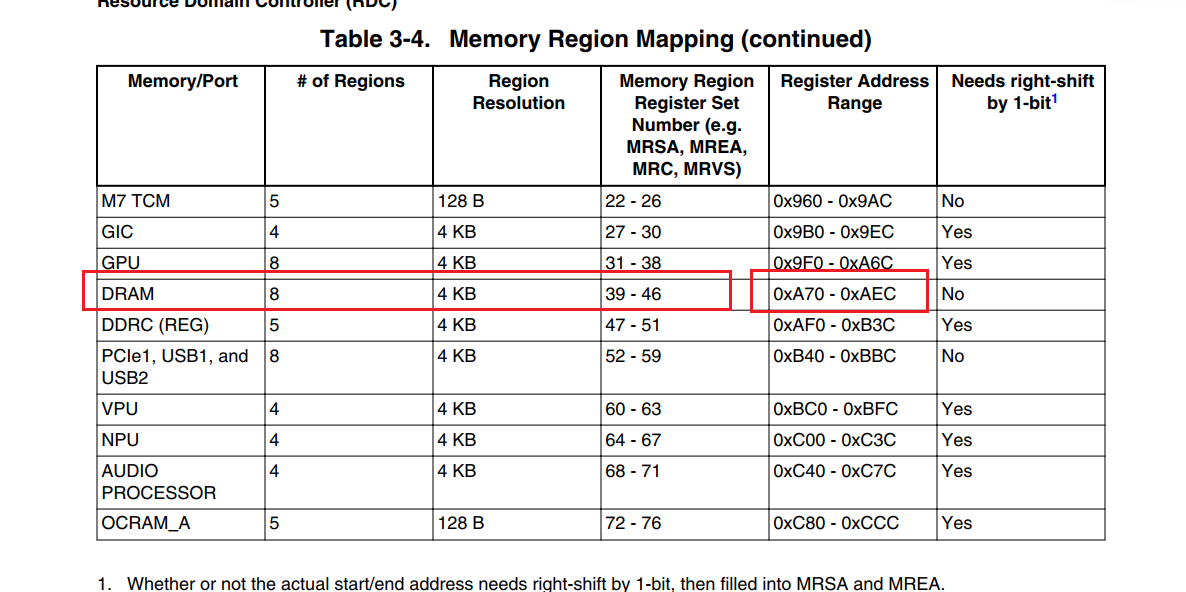 Resource Domain Controller (RDC)
Table 3-4. Memory Region Mapping (continued)
Memory/Port # of Regions Region Resolution Memory Region Register Set Number (e.g. MRSA, MREA, MRC, MRVS) Register Address Range Needs right-shift by 1-bit1
M7 TCM 5 128 B 22 - 26 0x960 - 0x9AC No
GIC 4 4 KB 27 - 30 0x9B0 - 0x9EC Yes
GPU 8 4 KB 31 - 38 0x9F0 - 0xA6C Yes
DRAM 8 4 KB 39 - 46 0xA70 - 0xAEC No
DDRC (REG) 5 4 KB 47 - 51 0xAF0 - 0xB3C Yes
PCIe1, USB1, and USB2 8 4 KB 52 - 59 0xB40 - 0xBBC No
VPU 4 4 KB 60 - 63 0xBC0 - 0xBFC Yes
NPU 4 4 KB 64 - 67 0xC00 - 0xC3C Yes
AUDIO PROCESSOR 4 4 KB 68 - 71 0xC40 - 0xC7C Yes
OCRAM_A 5 128 B 72 - 76 0xC80 - 0xCCC Yes
1. Whether or not the actual start/end address needs right-shift by 1-bit, then filled into MRSA and MREA.